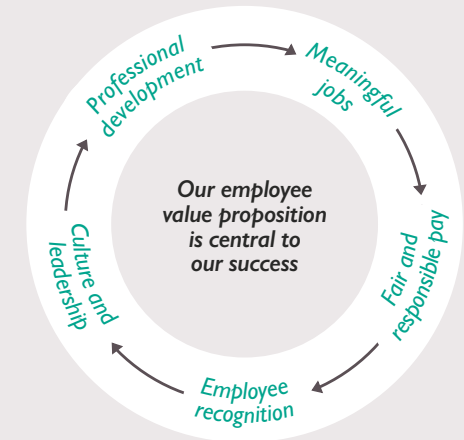 Professional
development
Meaningful
jobs
Fair and
responsible pay
Employee
recognition
Culture and
leadership
Our employee
value proposition
is central to
our success